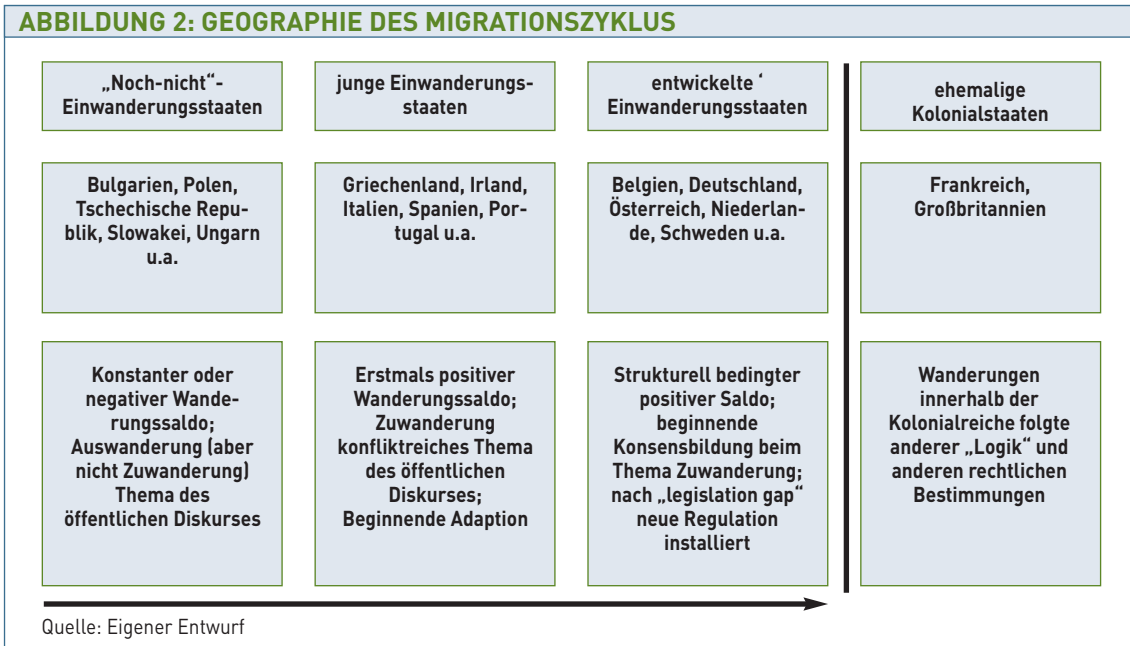 ABBILDUNG 2: GEOGRAPHIE DES MIGRATIONSZYKLUS
„Noch-nicht“-
Einwanderungsstaaten
junge Einwanderungs-
staaten
entwickelte ‘
Einwanderungsstaaten
ehemalige
Kolonialstaaten
Bulgarien, Polen,
Tschechische Repu-
blik, Slowakei, Ungarn
u.a.
Griechenland, Irland,
Italien, Spanien, Por-
tugal u.a.
Belgien, Deutschland,
Österreich, Niederlan-
de, Schweden u.a.
Frankreich,
Großbritannien
Konstanter oder
negativer Wande-
rungssaldo;
Auswanderung (aber
nicht Zuwanderung)
Thema des
öffentlichen Diskurses
Erstmals positiver
Wanderungssaldo;
Zuwanderung
konfliktreiches Thema
des öffentlichen
Diskurses;
Beginnende Adaption
Strukturell bedingter
positiver Saldo;
beginnende
Konsensbildung beim
Thema Zuwanderung;
nach „legislation gap“
neue Regulation
installiert
Wanderungen
innerhalb der
Kolonialreiche folgte
anderer „Logik“ und
anderen rechtlichen
Bestimmungen
Quelle: Eigener Entwurf